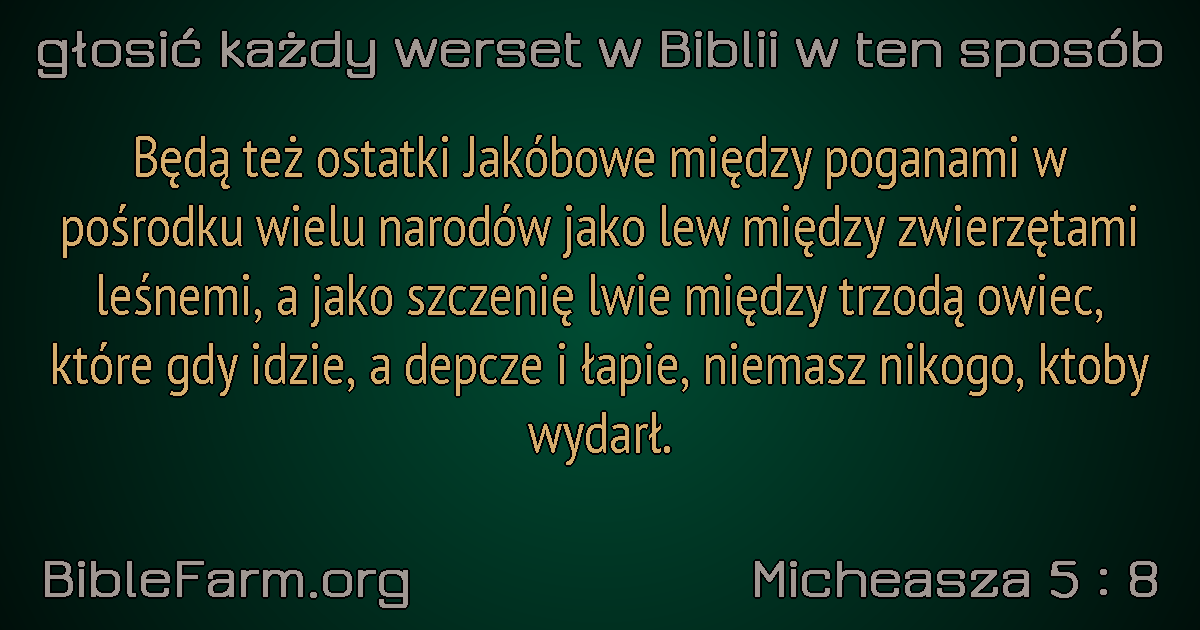 głosić każdy werset w Biblii w ten sposób
Będą też ostatki Jakóbowe między poganami w
pośrodku wielu narodów jako lew między zwierzętami
leśnemi, a jako szczenię lwie między trzodą owiec,
które gdy idzie, a depcze i łapie, niemasz nikogo, ktoby
wydarł.
BibleFarm.org
Micheasza 5 : 8